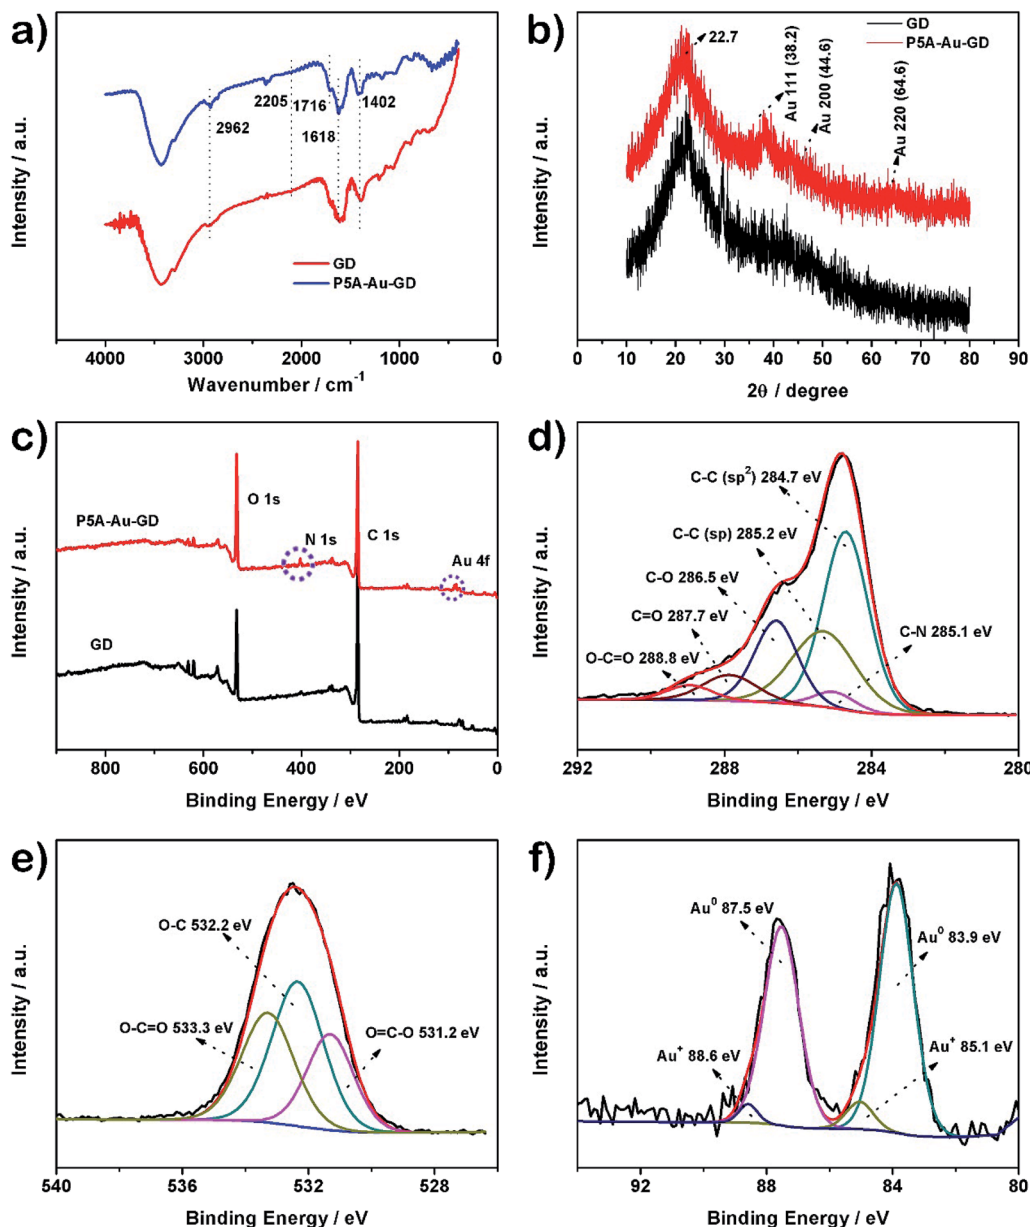 a)
2205
1716
1402
2962
1618
GD
P5A-Au-GD
Intensity / a.u.
4000
3000
2000
1000
0
Wavenumber / cm⁻¹
b)
GD
P5A-Au-GD
22.7
Au 111 (38.2)
Au 200 (44.6)
Au 220 (64.6)
Intensity / a.u.
0
10
20
30
40
50
60
70
80
90
2θ / degree
c)
O 1s
P5A-Au-GD
N 1s
C 1s
Au 4f
GD
Intensity / a.u.
800
600
400
200
0
Binding Energy / eV
d)
C-C (sp²) 284.7 eV
C-C (sp) 285.2 eV
C-O 286.5 eV
C=O 287.7 eV
C-N 285.1 eV
O-C=O 288.8 eV
Intensity / a.u.
292
288
284
280
Binding Energy / eV
e)
O-C 532.2 eV
O-C=O 533.3 eV
O=C-O 531.2 eV
Intensity / a.u.
540
536
532
528
Binding Energy / eV
f)
Au⁰ 87.5 eV
Au⁰ 83.9 eV
Au⁺ 88.6 eV
Au⁺ 85.1 eV
Intensity / a.u.
92
88
84
80
Binding Energy / eV